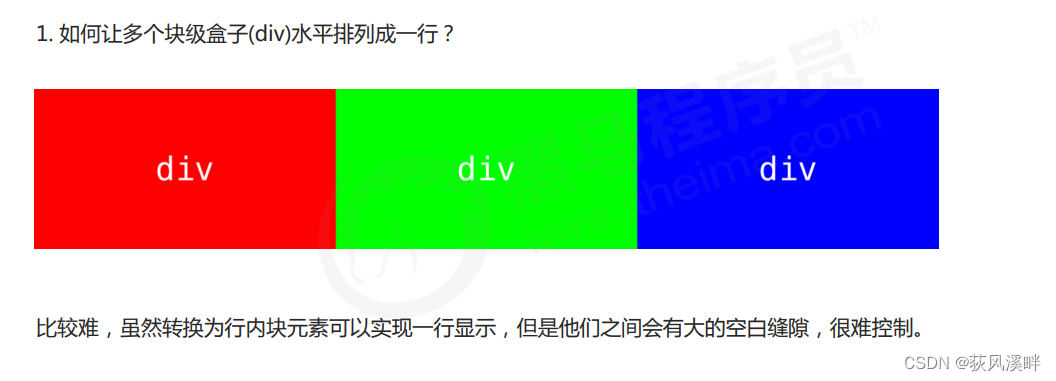 1. 如何让多个块级盒子(div)水平排列成一行？
程序员™
div div div
theima.com
比较难，虽然转换为行内块元素可以实现一行显示，但是他们之间会有大的空白缝隙，很难控制。
CSDN @荻风溪畔